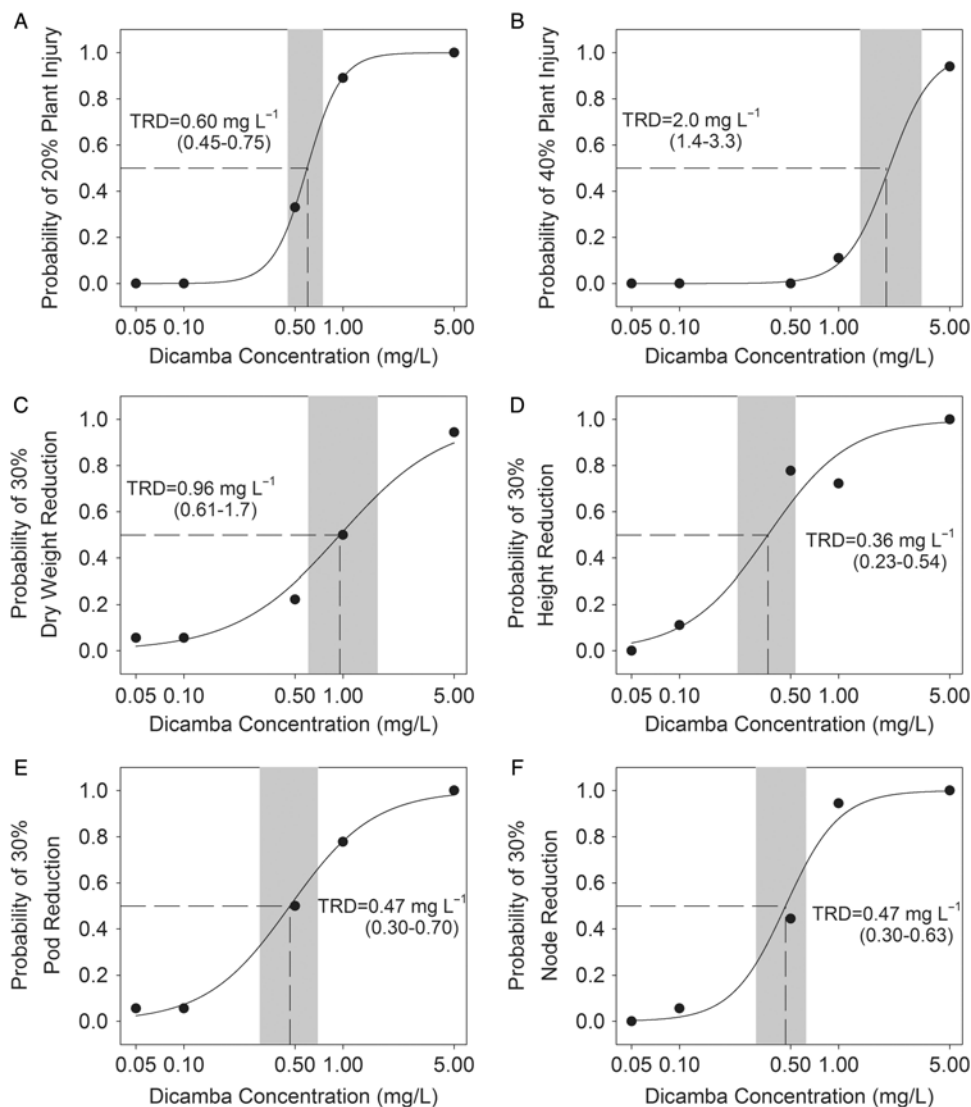 A
Probability of 20% Plant Injury
1.0
0.8
0.6
0.4
0.2
0.0
TRD=0.60 mg L⁻¹
(0.45-0.75)
0.05 0.10 0.50 1.00 5.00
Dicamba Concentration (mg/L)
B
Probability of 40% Plant Injury
1.0
0.8
0.6
0.4
0.2
0.0
TRD=2.0 mg L⁻¹
(1.4-3.3)
0.05 0.10 0.50 1.00 5.00
Dicamba Concentration (mg/L)
C
Probability of 30%
Dry Weight Reduction
1.0
0.8
0.6
0.4
0.2
0.0
TRD=0.96 mg L⁻¹
(0.61-1.7)
0.05 0.10 0.50 1.00 5.00
Dicamba Concentration (mg/L)
D
Probability of 30%
Height Reduction
1.0
0.8
0.6
0.4
0.2
0.0
TRD=0.36 mg L⁻¹
(0.23-0.54)
0.05 0.10 0.50 1.00 5.00
Dicamba Concentration (mg/L)
E
Probability of 30%
Pod Reduction
1.0
0.8
0.6
0.4
0.2
0.0
TRD=0.47 mg L⁻¹
(0.30-0.70)
0.05 0.10 0.50 1.00 5.00
Dicamba Concentration (mg/L)
F
Probability of 30%
Node Reduction
1.0
0.8
0.6
0.4
0.2
0.0
TRD=0.47 mg L⁻¹
(0.30-0.63)
0.05 0.10 0.50 1.00 5.00
Dicamba Concentration (mg/L)